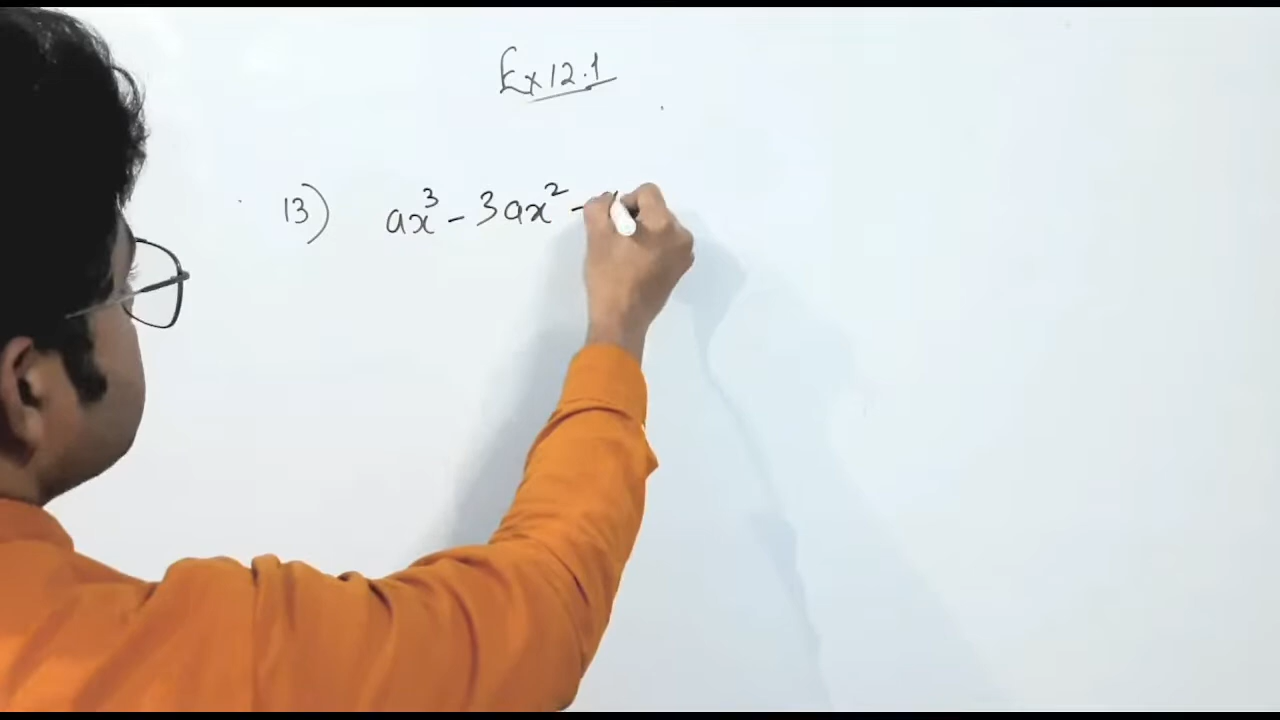 Ex 12.1
13) ax³ - 3ax² -